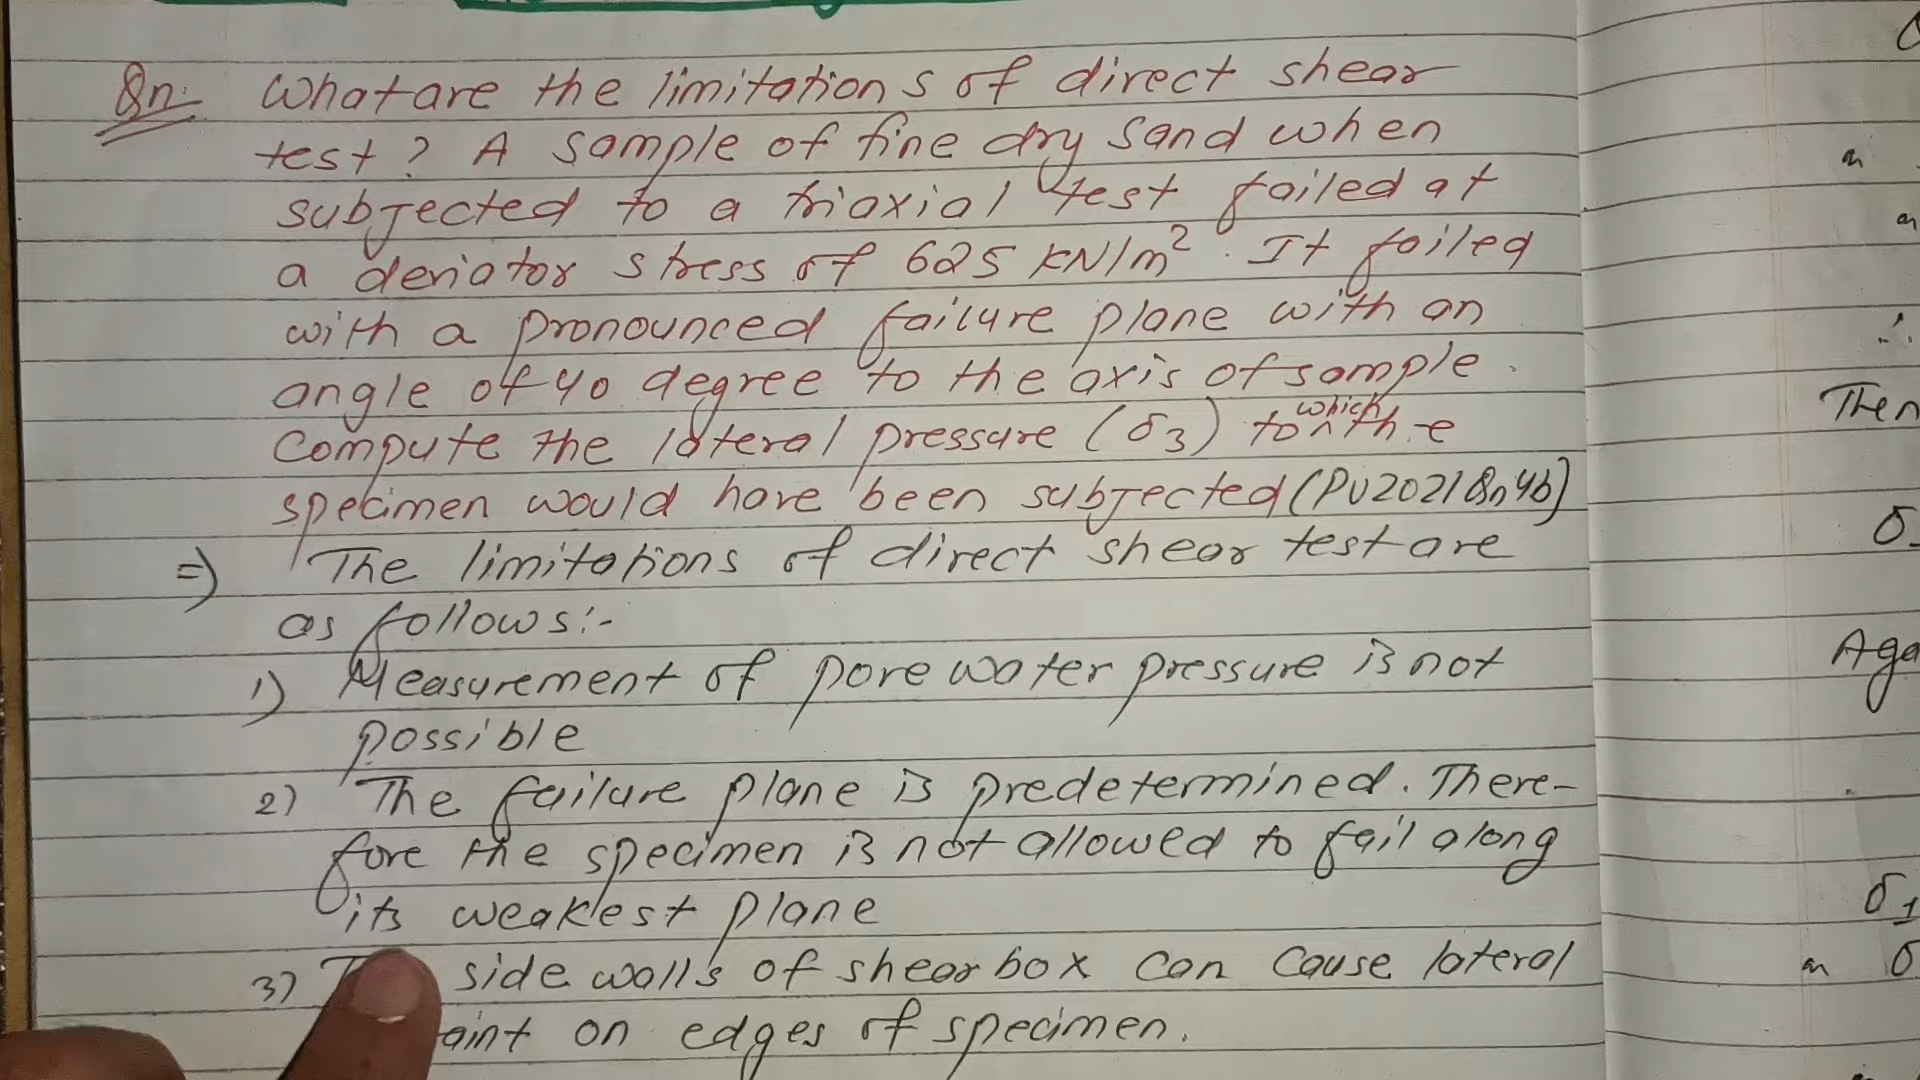 Qn. What are the limitations of direct shear
test? A sample of fine dry sand when
subjected to a triaxial test failed at
a deviator stress of 625 KN/m². It failed
with a pronounced failure plane with an
angle of 40 degree to the axis of sample.
Compute the lateral pressure (σ3) to which the
specimen would have been subjected (PU2021Qn4b)
=> The limitations of direct shear test are
as follows:-
1) Measurement of pore water pressure is not
possible
2) The failure plane is predetermined. There-
fore the specimen is not allowed to fail along
its weakest plane
3) side walls of shear box can cause lateral
on edges of specimen.
Then
σ1